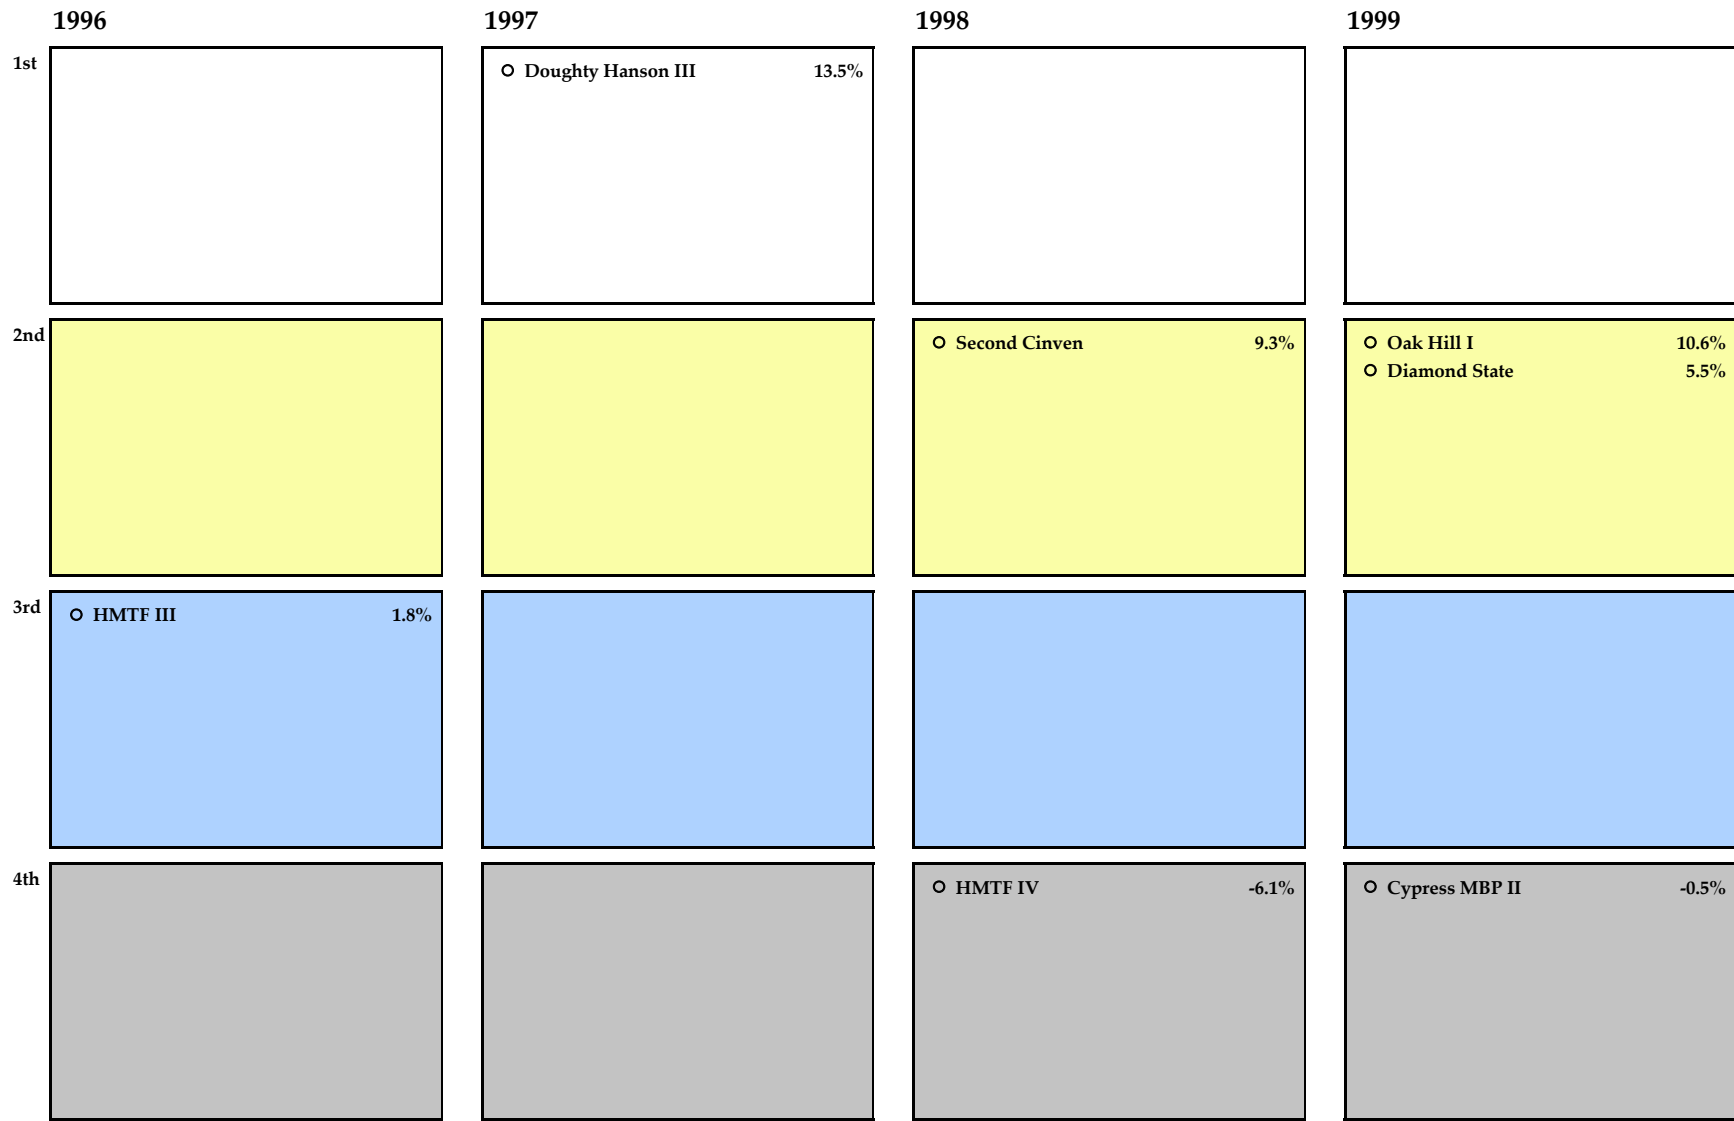 1996 1997 1998 1999
1st
Doughty Hanson III 13.5%
2nd
Second Cinven 9.3%
Oak Hill I 10.6%
Diamond State 5.5%
3rd
HMTF III 1.8%
4th
HMTF IV -6.1%
Cypress MBP II -0.5%